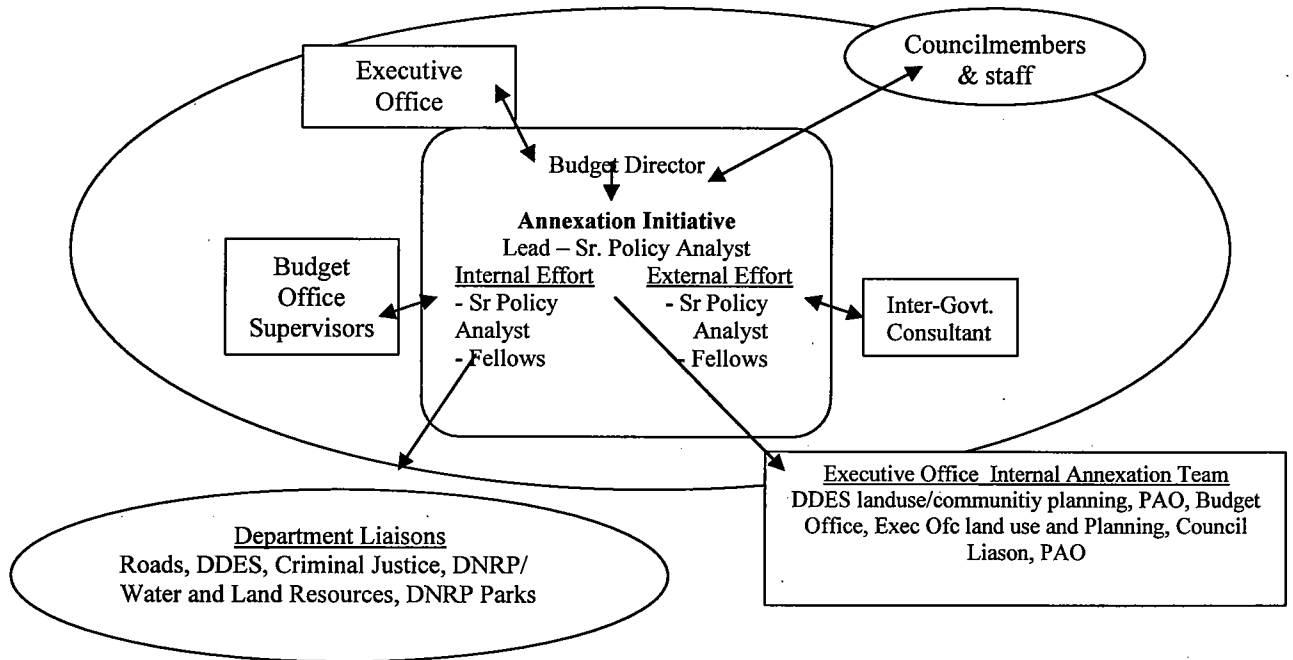 Executive
Office
Councilmembers
& staff
Budget Director
Annexation Initiative
Lead – Sr. Policy Analyst
Internal Effort
- Sr Policy
Analyst
- Fellows
External Effort
- Sr Policy
Analyst
- Fellows
Budget
Office
Supervisors
Inter-Govt.
Consultant
Executive Office Internal Annexation Team
DDES landuse/communitiy planning, PAO, Budget
Office, Exec Ofc land use and Planning, Council
Liason, PAO
Department Liaisons
Roads, DDES, Criminal Justice, DNRP/
Water and Land Resources, DNRP Parks